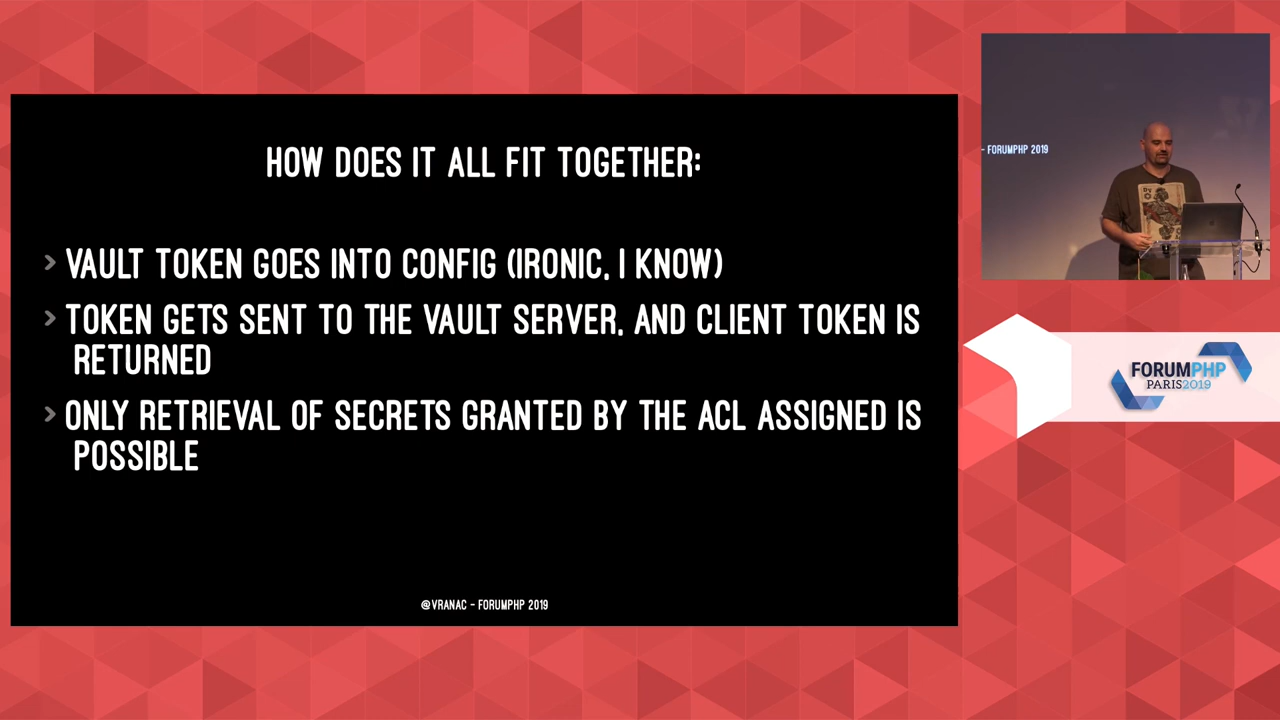 HOW DOES IT ALL FIT TOGETHER:
VAULT TOKEN GOES INTO CONFIG (IRONIC, I KNOW)
TOKEN GETS SENT TO THE VAULT SERVER, AND CLIENT TOKEN IS
RETURNED
ONLY RETRIEVAL OF SECRETS GRANTED BY THE ACL ASSIGNED IS
POSSIBLE
@VRANAC - FORUMPHP 2019
- FORUMPHP 2019
FORUMPHP
PARIS2019